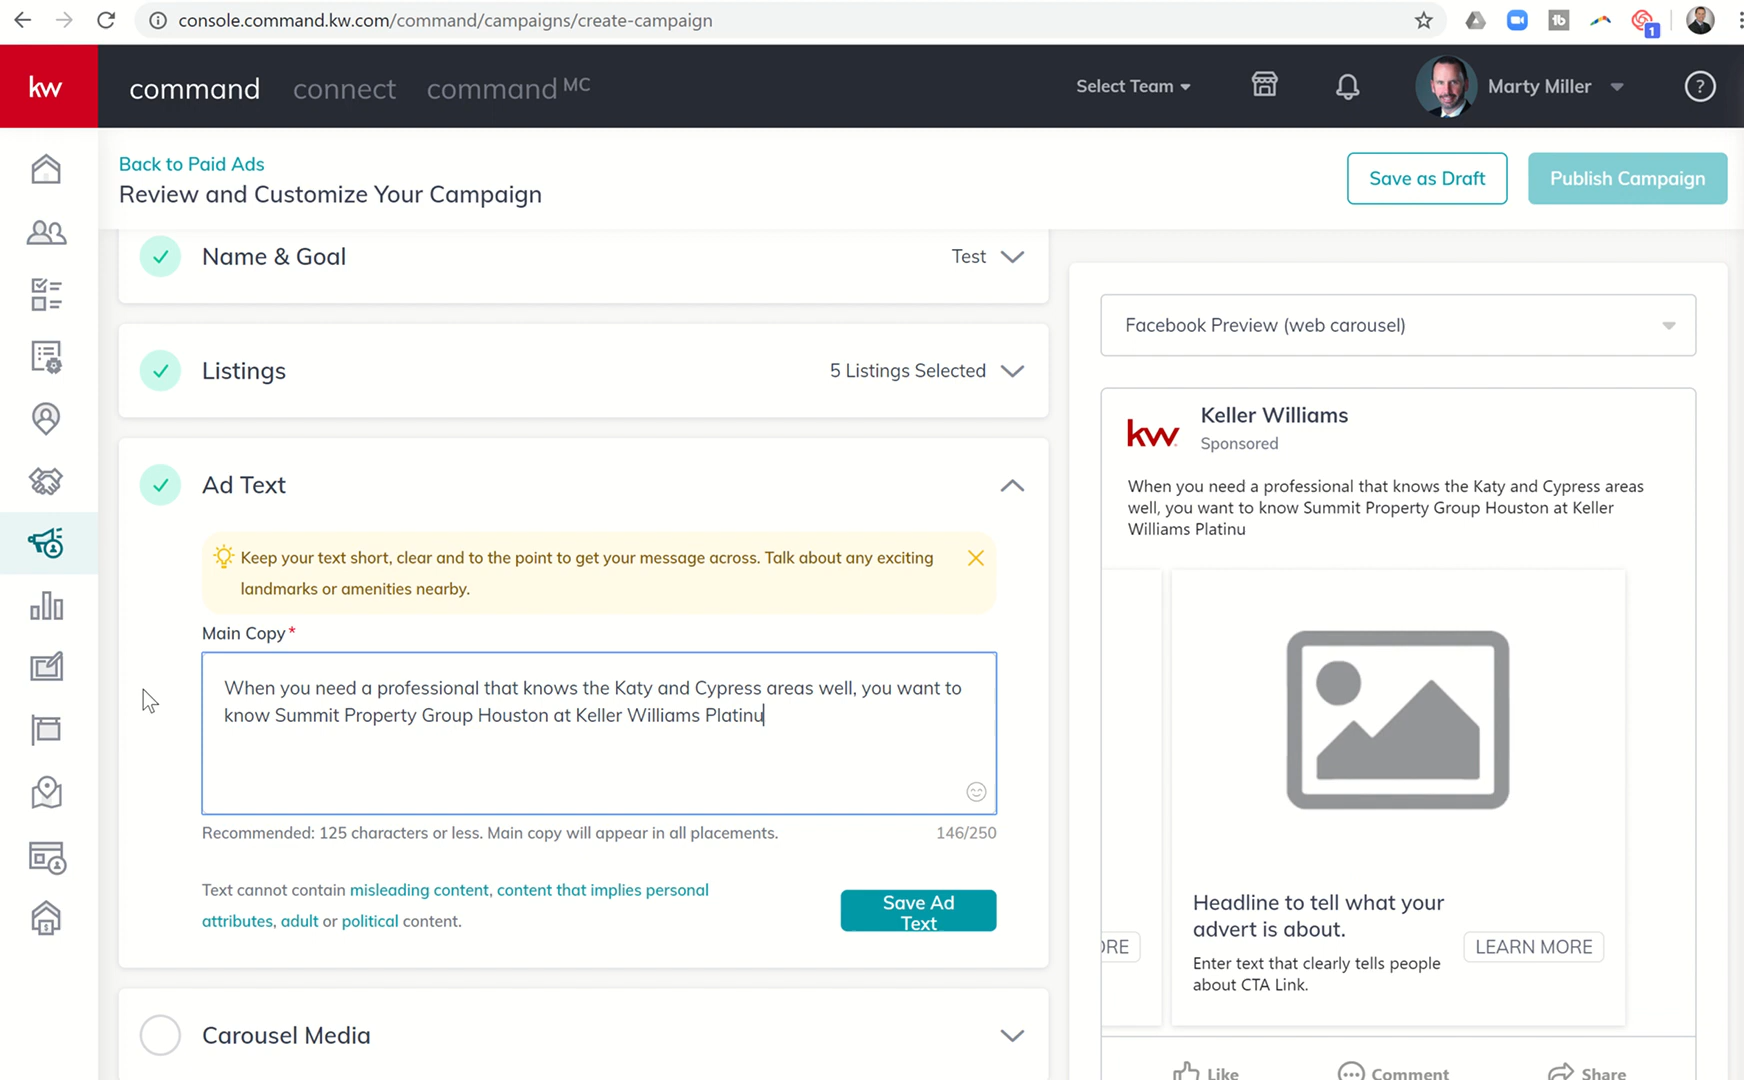 console.command.kw.com/command/campaigns/create-campaign
1
kw
command
connect
command MC
Select Team
Marty Miller
?
Back to Paid Ads
Review and Customize Your Campaign
Save as Draft
Publish Campaign
Name & Goal
Test
Listings
5 Listings Selected
Ad Text
Keep your text short, clear and to the point to get your message across. Talk about any exciting
landmarks or amenities nearby.
Main Copy*
When you need a professional that knows the Katy and Cypress areas well, you want to
know Summit Property Group Houston at Keller Williams Platinu
Recommended: 125 characters or less. Main copy will appear in all placements.
146/250
Text cannot contain misleading content, content that implies personal
attributes, adult or political content.
Save Ad
Text
Carousel Media
Facebook Preview (web carousel)
kw
Keller Williams
Sponsored
When you need a professional that knows the Katy and Cypress areas
well, you want to know Summit Property Group Houston at Keller
Williams Platinu
ORE
Headline to tell what your
advert is about.
Enter text that clearly tells people
about CTA Link.
LEARN MORE
Like
Comment
Share